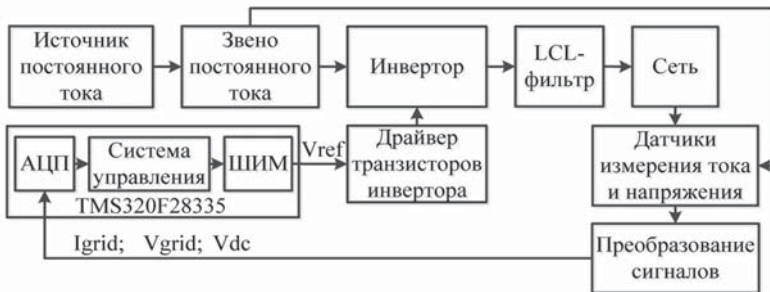 Источник
постоянного
тока
Звено
постоянного
тока
Инвертор
LCL-
фильтр
Сеть
АЦП
Система
управления
ШИМ
TMS320F28335
Vref
Драйвер
транзисторов
инвертора
Датчики
измерения тока
и напряжения
Igrid; Vgrid; Vdc
Преобразование
сигналов